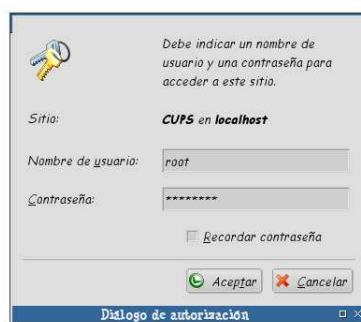 Debe indicar un nombre de
usuario y una contraseña para
acceder a este sitio.
Sitio: CUPS en localhost
Nombre de usuario: root
Contraseña: ********
Recordar contraseña
Aceptar Cancelar
Diálogo de autorización